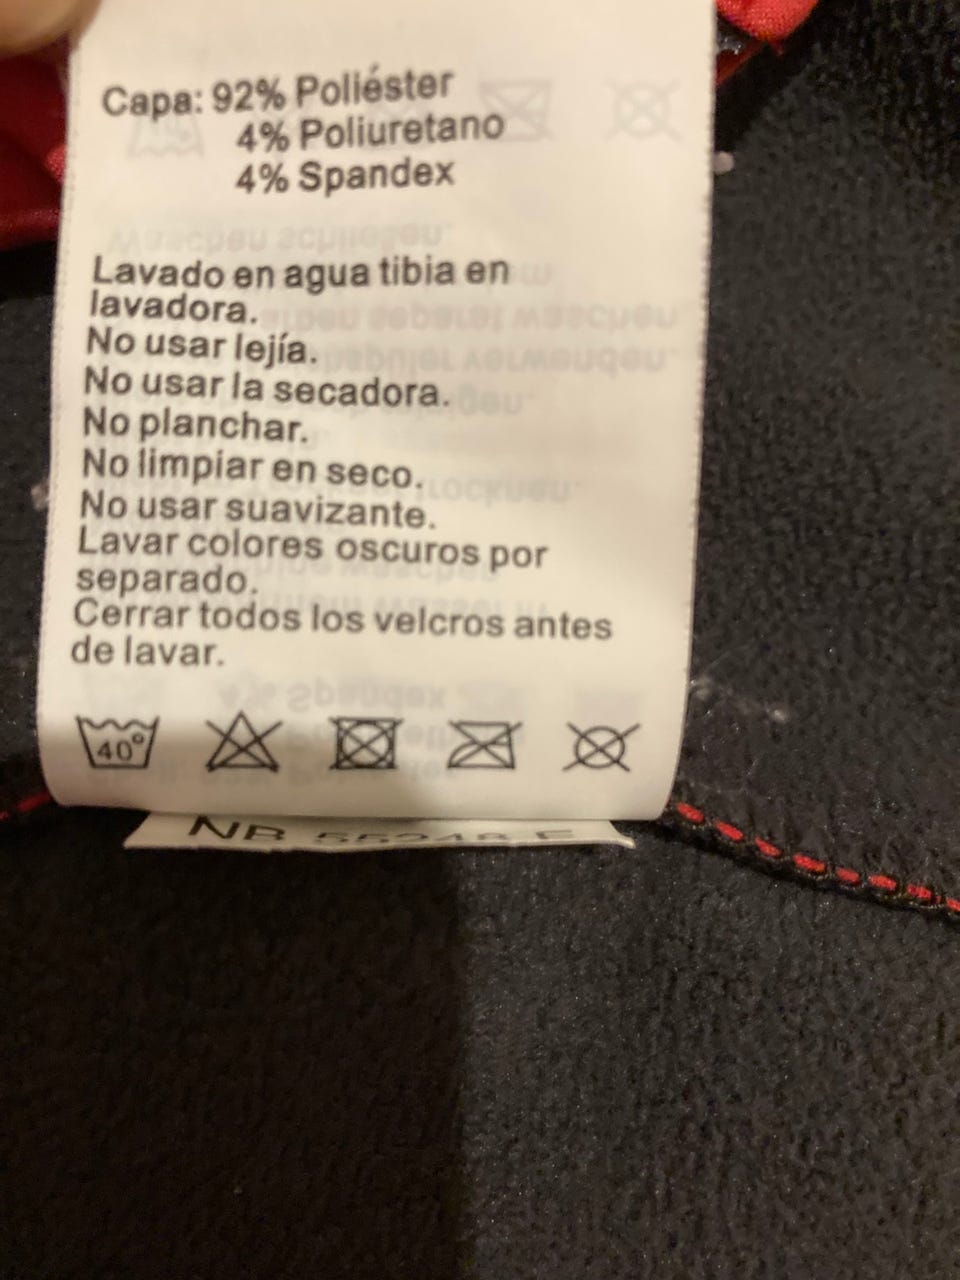 Capa: 92% Poliéster
4% Poliuretano
4% Spandex
Lavado en agua tibia en
lavadora.
No usar lejía.
No usar la secadora.
No planchar.
No limpiar en seco.
No usar suavizante.
Lavar colores oscuros por
separado.
Cerrar todos los velcros antes
de lavar.
40°
NB